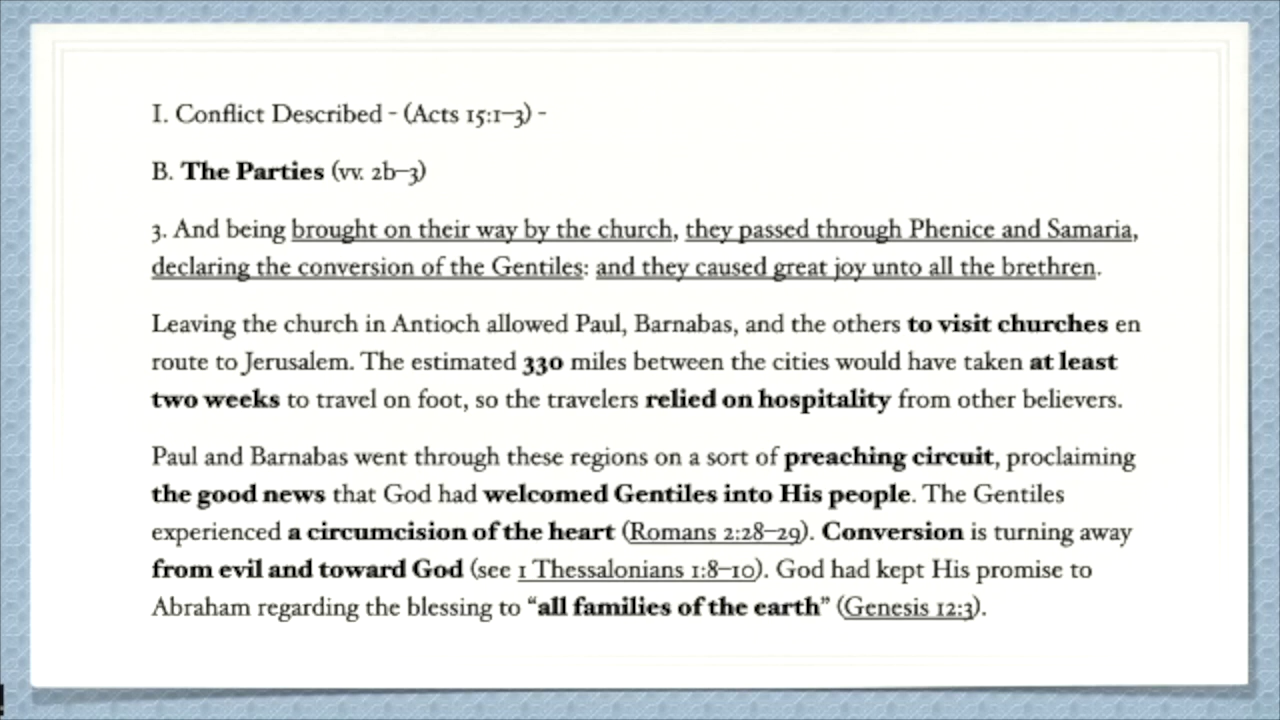 I. Conflict Described - (Acts 15:1–3) -
B. The Parties (vv. 2b–3)
3. And being brought on their way by the church, they passed through Phenice and Samaria,
declaring the conversion of the Gentiles: and they caused great joy unto all the brethren.
Leaving the church in Antioch allowed Paul, Barnabas, and the others to visit churches en
route to Jerusalem. The estimated 330 miles between the cities would have taken at least
two weeks to travel on foot, so the travelers relied on hospitality from other believers.
Paul and Barnabas went through these regions on a sort of preaching circuit, proclaiming
the good news that God had welcomed Gentiles into His people. The Gentiles
experienced a circumcision of the heart (Romans 2:28–29). Conversion is turning away
from evil and toward God (see 1 Thessalonians 1:8–10). God had kept His promise to
Abraham regarding the blessing to “all families of the earth” (Genesis 12:3).